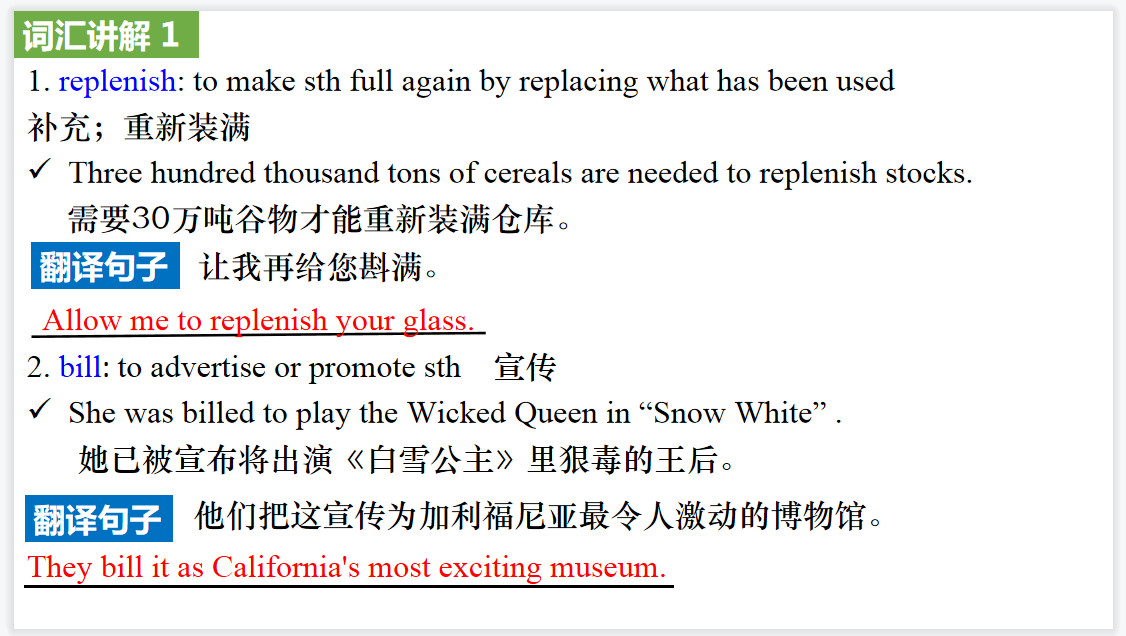 词汇讲解 1
1. replenish: to make sth full again by replacing what has been used
补充；重新装满
✓ Three hundred thousand tons of cereals are needed to replenish stocks.
需要30万吨谷物才能重新装满仓库。
翻译句子 让我再给您斟满。
Allow me to replenish your glass.
2. bill: to advertise or promote sth 宣传
✓ She was billed to play the Wicked Queen in “Snow White” .
她已被宣布将出演《白雪公主》里狠毒的王后。
翻译句子 他们把这宣传为加利福尼亚最令人激动的博物馆。
They bill it as California's most exciting museum.